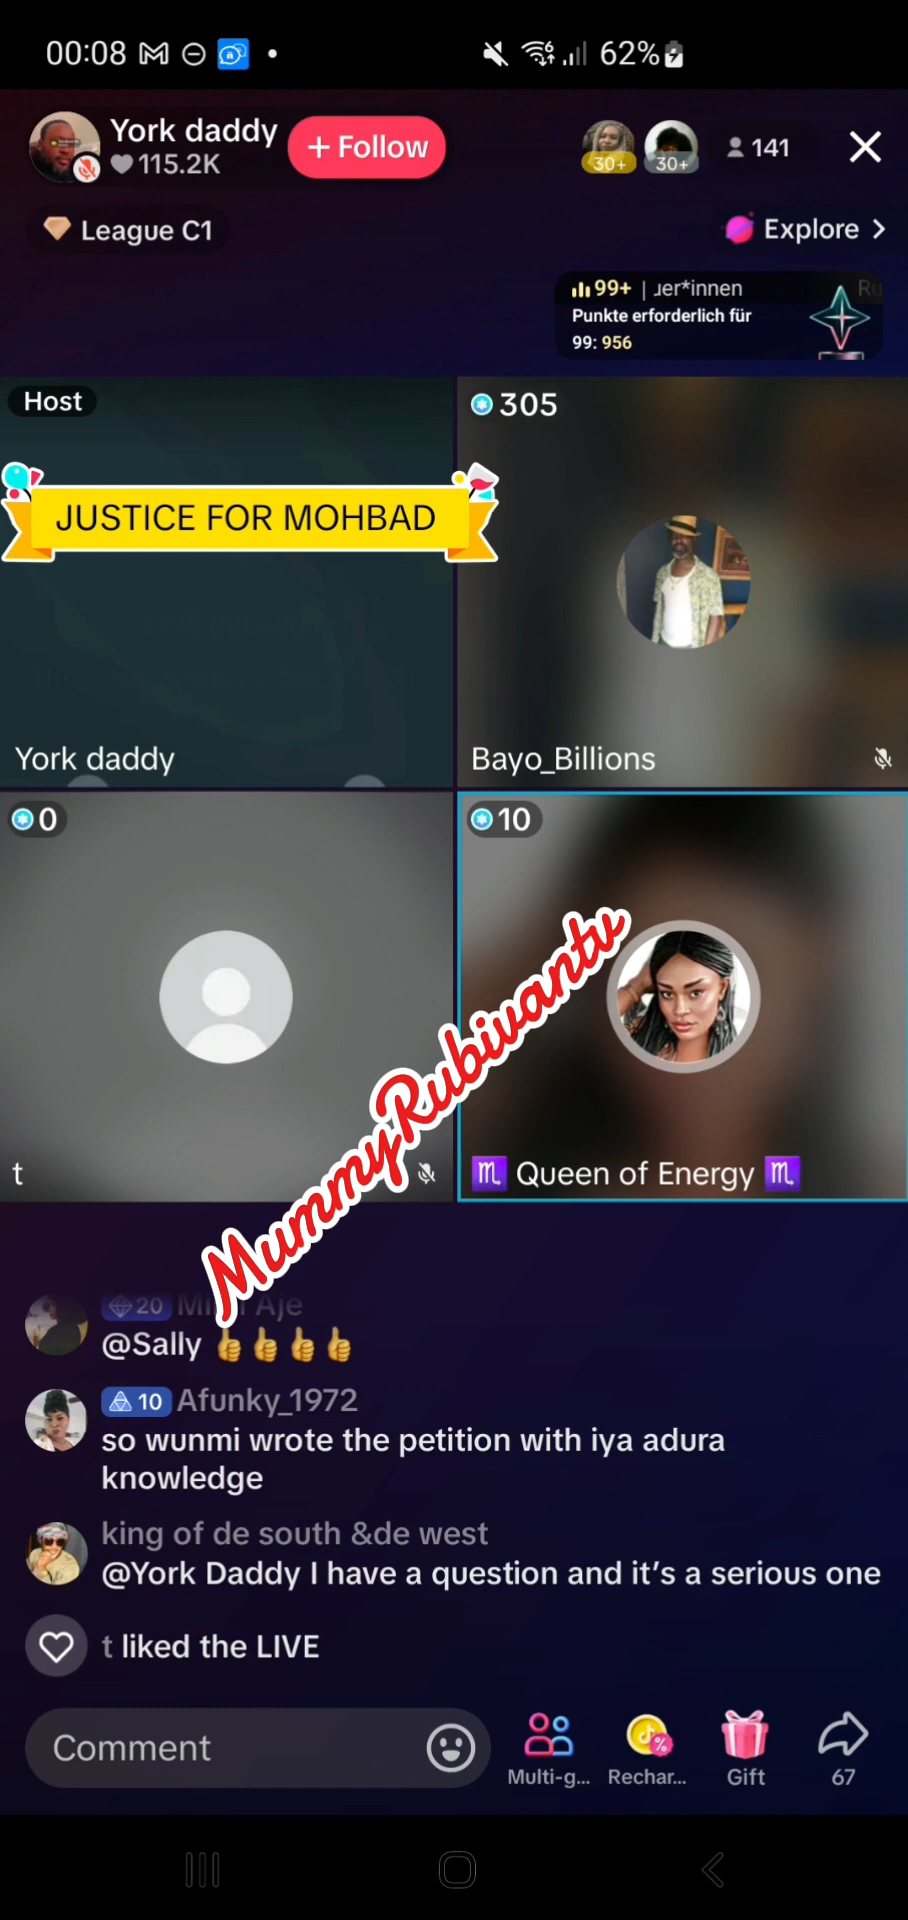 00:08
62%
York daddy
115.2K
+ Follow
30+
30+
141
League C1
Explore
99+ | er*innen
Punkte erforderlich für
99: 956
Host
305
JUSTICE FOR MOHBAD
York daddy
Bayo_Billions
0
10
MummyRubivantv
t
♏ Queen of Energy ♏
20 Aje
@Sally 👍👍👍👍
10 Afunky_1972
so wunmi wrote the petition with iya adura
knowledge
king of de south &de west
@York Daddy I have a question and it's a serious one
t liked the LIVE
Comment
Multi-g...
Rechar...
Gift
67